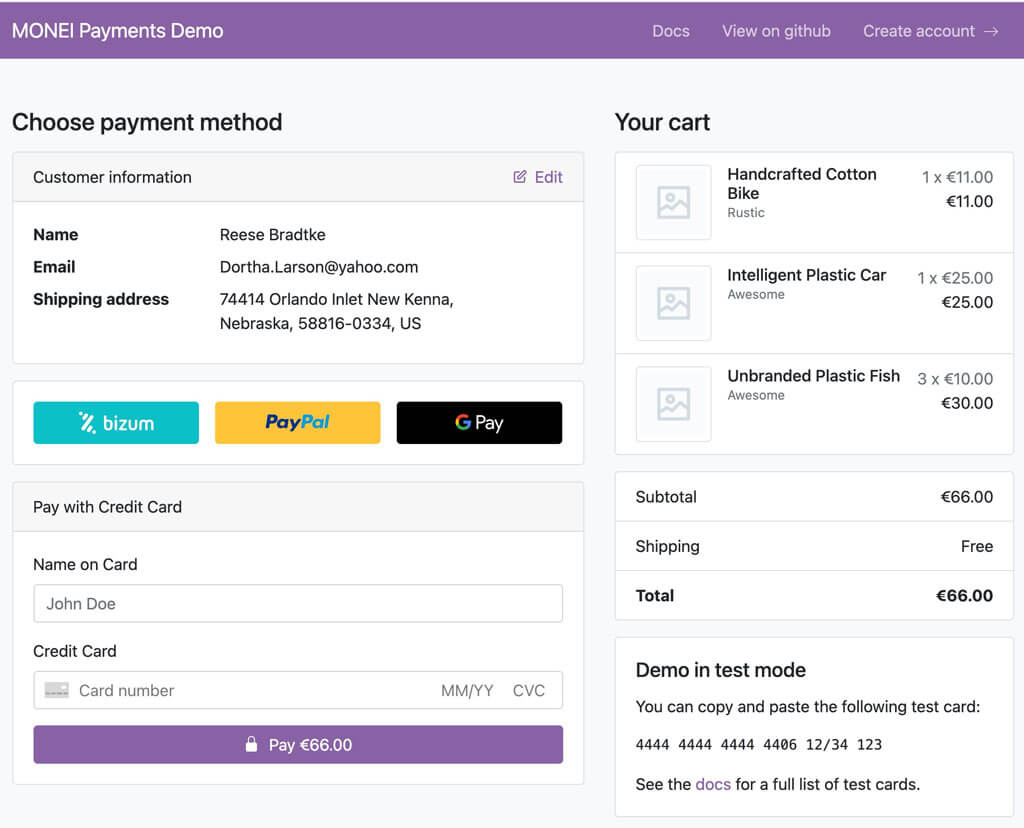 MONEI Payments Demo
Docs
View on github
Create account →
Choose payment method
Customer information
Edit
Name
Reese Bradtke
Email
Dortha.Larson@yahoo.com
Shipping address
74414 Orlando Inlet New Kenna,
Nebraska, 58816-0334, US
bizum
PayPal
G Pay
Pay with Credit Card
Name on Card
John Doe
Credit Card
Card number
MM/YY
CVC
Pay €66.00
Your cart
Handcrafted Cotton
Bike
Rustic
1 x €11.00
€11.00
Intelligent Plastic Car
Awesome
1 x €25.00
€25.00
Unbranded Plastic Fish
Awesome
3 x €10.00
€30.00
Subtotal
€66.00
Shipping
Free
Total
€66.00
Demo in test mode
You can copy and paste the following test card:
4444 4444 4444 4406 12/34 123
See the docs for a full list of test cards.